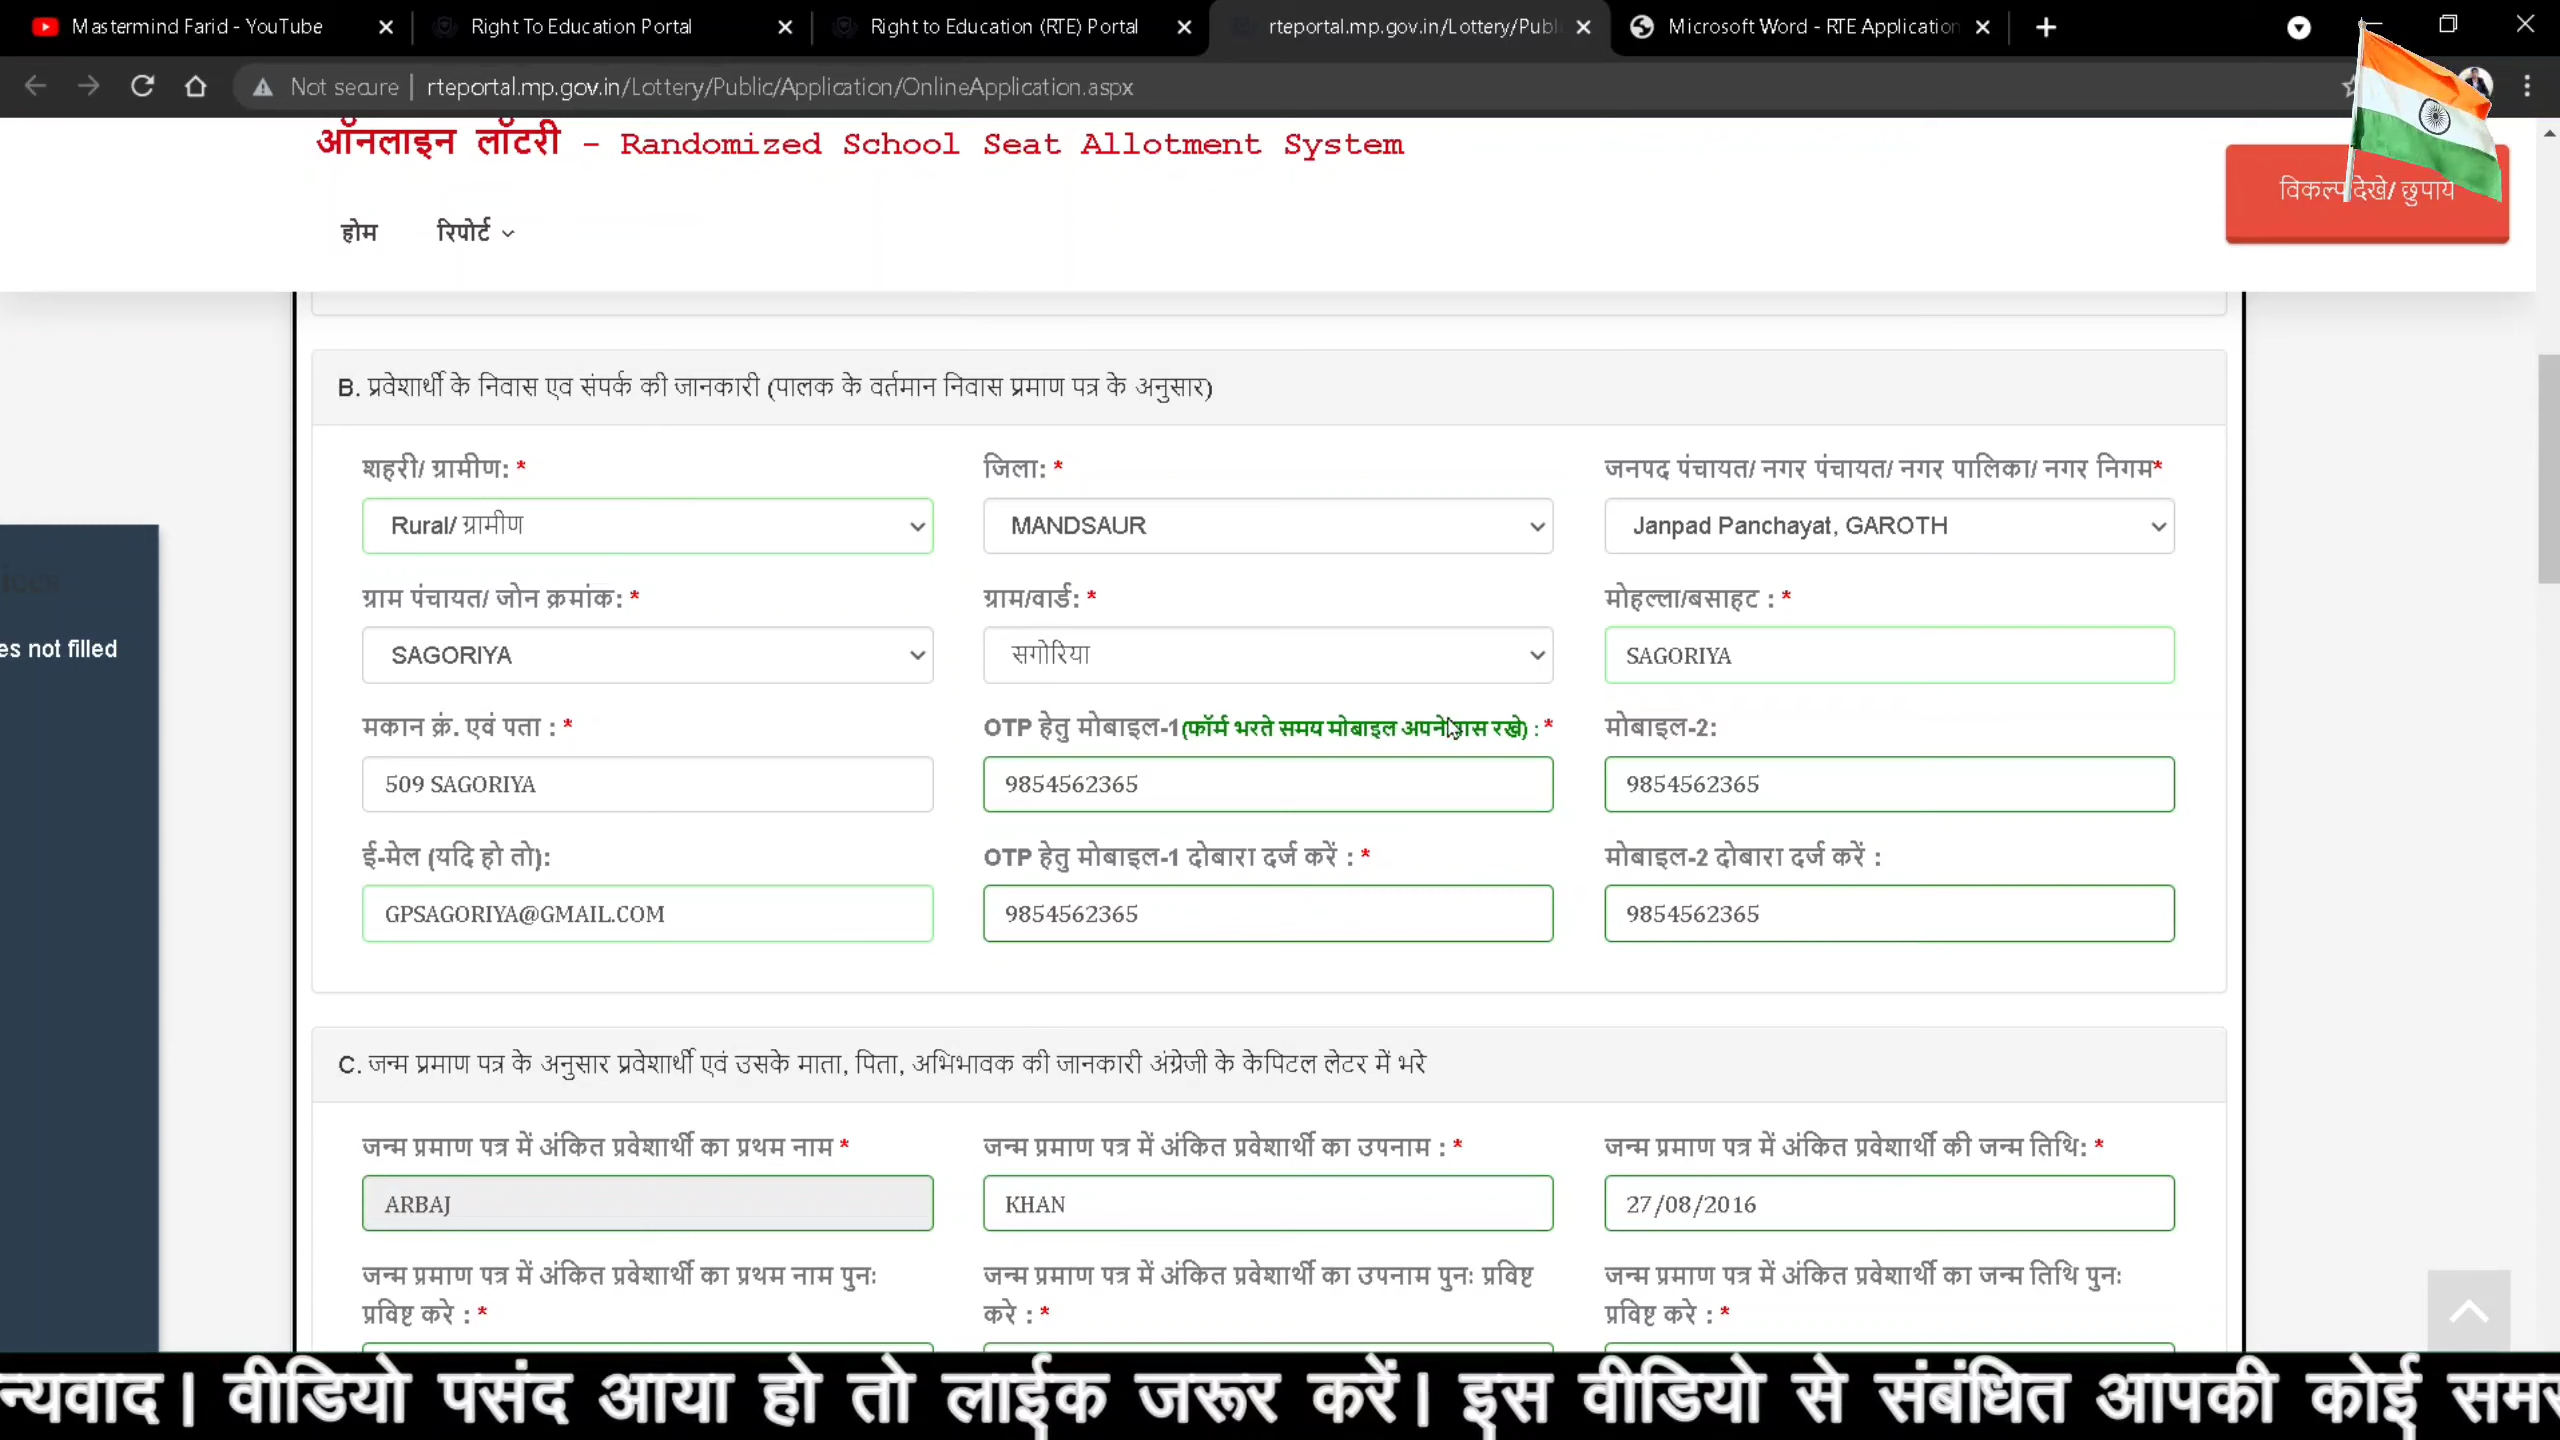 Mastermind Farid - YouTube
Right To Education Portal
Right to Education (RTE) Portal
rteportal.mp.gov.in/Lottery/Publ
Microsoft Word - RTE Application
Not secure
rteportal.mp.gov.in/Lottery/Public/Application/OnlineApplication.aspx
ऑनलाइन लॉटरी - Randomized School Seat Allotment System
विकल्प देखे/ छुपाये
होम
रिपोर्ट
B. प्रवेशार्थी के निवास एव संपर्क की जानकारी (पालक के वर्तमान निवास प्रमाण पत्र के अनुसार)
शहरी/ ग्रामीण: *
जिला: *
जनपद पंचायत/ नगर पंचायत/ नगर पालिका/ नगर निगम*
Rural/ ग्रामीण
MANDSAUR
Janpad Panchayat, GAROTH
ग्राम पंचायत/ जोन क्रमांक: *
ग्राम/वार्ड: *
मोहल्ला/बसाहट : *
es not filled
SAGORIYA
सगोरिया
SAGORIYA
मकान क्रं. एवं पता : *
OTP हेतु मोबाइल-1(फॉर्म भरते समय मोबाइल अपने पास रखे) : *
मोबाइल-2:
509 SAGORIYA
9854562365
9854562365
ई-मेल (यदि हो तो):
OTP हेतु मोबाइल-1 दोबारा दर्ज करें : *
मोबाइल-2 दोबारा दर्ज करें :
GPSAGORIYA@GMAIL.COM
9854562365
9854562365
C. जन्म प्रमाण पत्र के अनुसार प्रवेशार्थी एवं उसके माता, पिता, अभिभावक की जानकारी अंग्रेजी के केपिटल लेटर में भरे
जन्म प्रमाण पत्र में अंकित प्रवेशार्थी का प्रथम नाम *
जन्म प्रमाण पत्र में अंकित प्रवेशार्थी का उपनाम : *
जन्म प्रमाण पत्र में अंकित प्रवेशार्थी की जन्म तिथि: *
ARBAJ
KHAN
27/08/2016
जन्म प्रमाण पत्र में अंकित प्रवेशार्थी का प्रथम नाम पुनः
प्रविष्ट करे : *
जन्म प्रमाण पत्र में अंकित प्रवेशार्थी का उपनाम पुनः प्रविष्ट
करे : *
जन्म प्रमाण पत्र में अंकित प्रवेशार्थी का जन्म तिथि पुनः
प्रविष्ट करे : *
न्यवाद। वीडियो पसंद आया हो तो लाईक जरूर करें। इस वीडियो से संबंधित आपकी कोई समस